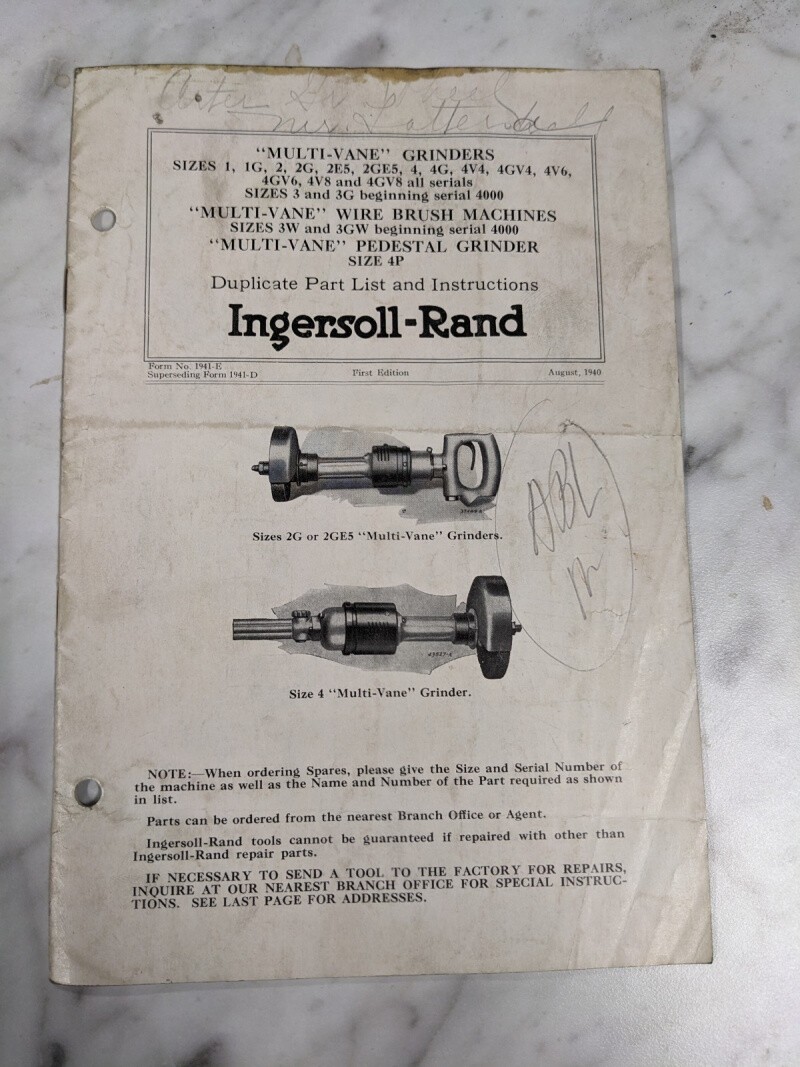 "MULTI-VANE" GRINDERS
SIZES 1, 1G, 2, 2G, 2E5, 2GE5, 4, 4G, 4V4, 4GV4, 4V6,
4GV6, 4V8 and 4GV8 all serials
SIZES 3 and 3G beginning serial 4000
"MULTI-VANE" WIRE BRUSH MACHINES
SIZES 3W and 3GW beginning serial 4000
"MULTI-VANE" PEDESTAL GRINDER
SIZE 4P
Duplicate Part List and Instructions
Ingersoll-Rand
Form No. 1941-E
Superseding Form 1941-D
First Edition
August, 1940
Sizes 2G or 2GE5 "Multi-Vane" Grinders.
Size 4 "Multi-Vane" Grinder.
NOTE:—When ordering Spares, please give the Size and Serial Number of
the machine as well as the Name and Number of the Part required as shown
in list.
Parts can be ordered from the nearest Branch Office or Agent.
Ingersoll-Rand tools cannot be guaranteed if repaired with other than
Ingersoll-Rand repair parts.
IF NECESSARY TO SEND A TOOL TO THE FACTORY FOR REPAIRS,
INQUIRE AT OUR NEAREST BRANCH OFFICE FOR SPECIAL INSTRUC-
TIONS. SEE LAST PAGE FOR ADDRESSES.